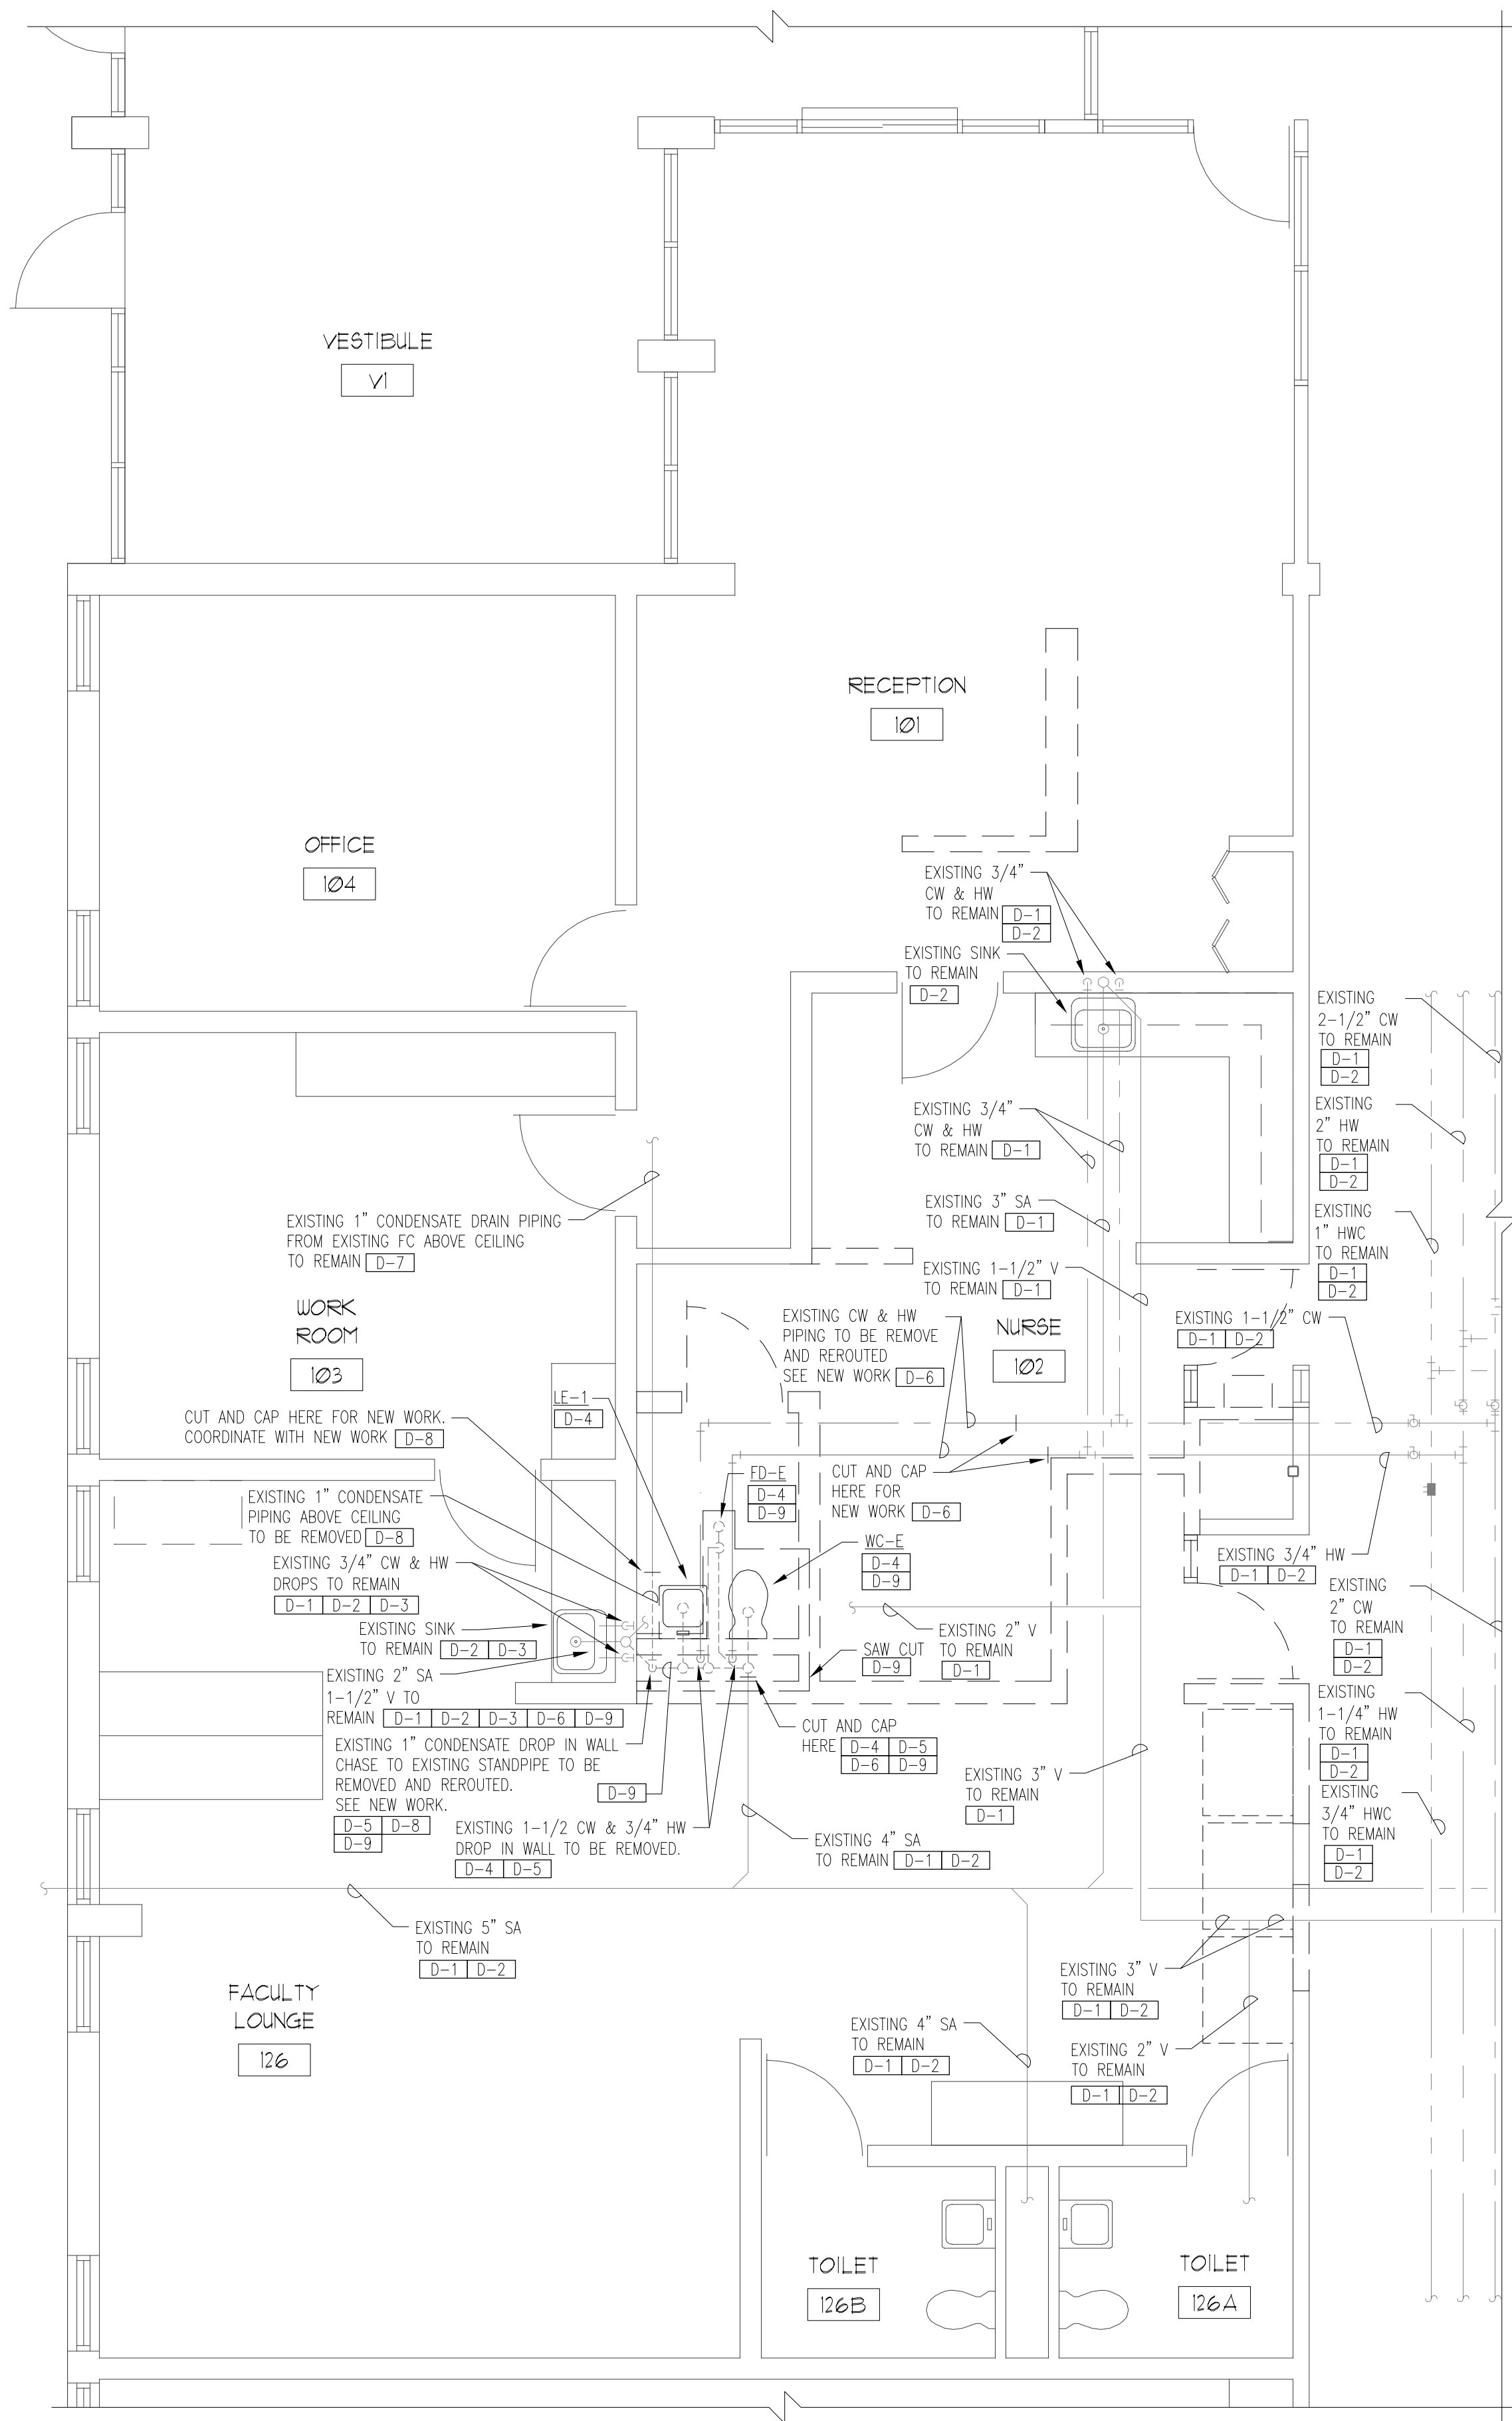 VESTIBULE
V1
RECEPTION
101
OFFICE
104
EXISTING 3/4"
CW & HW
TO REMAIN D-1
D-2
EXISTING SINK
TO REMAIN
D-2
EXISTING
2-1/2" CW
TO REMAIN
D-1
D-2
EXISTING
2" HW
TO REMAIN
D-1
D-2
EXISTING 3/4"
CW & HW
TO REMAIN D-1
EXISTING 3" SA
TO REMAIN D-1
EXISTING
1" HWC
TO REMAIN
D-1
D-2
EXISTING 1" CONDENSATE DRAIN PIPING
FROM EXISTING FC ABOVE CEILING
TO REMAIN D-7
EXISTING 1-1/2" V
TO REMAIN D-1
WORK
ROOM
103
EXISTING CW & HW
PIPING TO BE REMOVE
AND REROUTED
SEE NEW WORK D-6
NURSE
102
EXISTING 1-1/2" CW
D-1 D-2
LE-1
D-4
CUT AND CAP HERE FOR NEW WORK.
COORDINATE WITH NEW WORK D-8
FD-E
D-4
D-9
CUT AND CAP
HERE FOR
NEW WORK D-6
EXISTING 1" CONDENSATE
PIPING ABOVE CEILING
TO BE REMOVED D-8
WC-E
D-4
D-9
EXISTING 3/4" HW
D-1 D-2
EXISTING 3/4" CW & HW
DROPS TO REMAIN
D-1 D-2 D-3
EXISTING
2" CW
TO REMAIN
D-1
D-2
EXISTING SINK
TO REMAIN D-2 D-3
EXISTING 2" V
TO REMAIN
D-1
SAW CUT
D-9
EXISTING 2" SA
1-1/2" V TO
REMAIN D-1 D-2 D-3 D-6 D-9
EXISTING
1-1/4" HW
TO REMAIN
D-1
D-2
CUT AND CAP
HERE D-4 D-5
D-6 D-9
EXISTING 1" CONDENSATE DROP IN WALL
CHASE TO EXISTING STANDPIPE TO BE
REMOVED AND REROUTED.
SEE NEW WORK.
D-5 D-8
D-9
D-9
EXISTING 3" V
TO REMAIN
D-1
EXISTING
3/4" HWC
TO REMAIN
D-1
D-2
EXISTING 1-1/2 CW & 3/4" HW
DROP IN WALL TO BE REMOVED.
D-4 D-5
EXISTING 4" SA
TO REMAIN D-1 D-2
EXISTING 5" SA
TO REMAIN
D-1 D-2
EXISTING 3" V
TO REMAIN
D-1 D-2
FACULTY
LOUNGE
126
EXISTING 4" SA
TO REMAIN
D-1 D-2
EXISTING 2" V
TO REMAIN
D-1 D-2
TOILET
126B
TOILET
126A